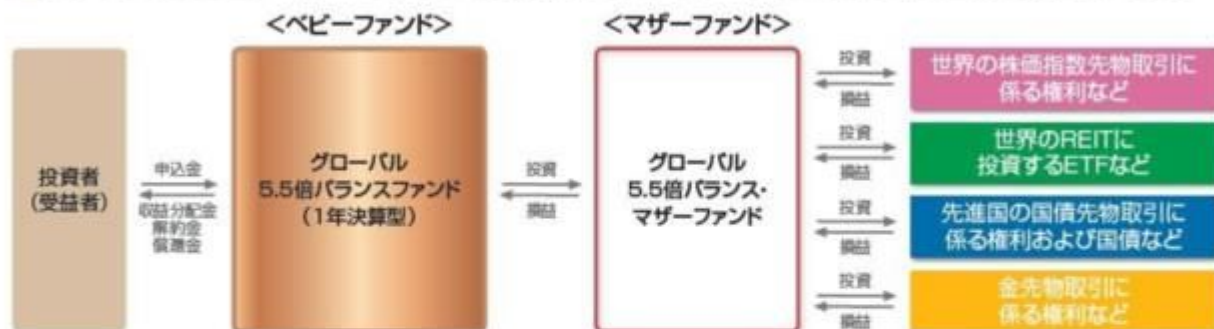 <ベビーファンド>
<マザーファンド>
投資者
(受益者)
申込金
収益分配金
解約金
償還金
グローバル
5.5倍バランスファンド
(1年決算型)
投資
損益
グローバル
5.5倍バランス・
マザーファンド
投資
損益
世界の株価指数先物取引に
係る権利など
投資
損益
世界のREITに
投資するETFなど
投資
損益
先進国の国債先物取引に
係る権利および国債など
投資
損益
金先物取引に
係る権利など